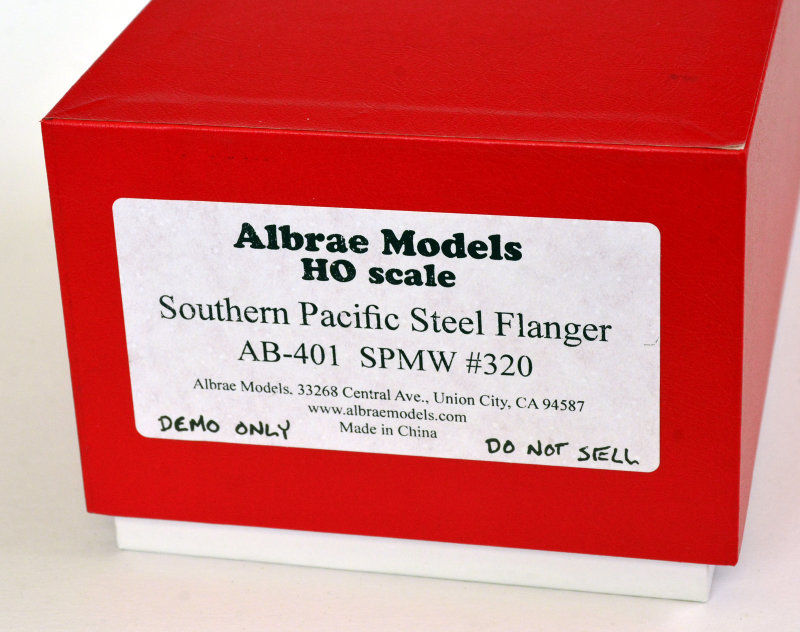 Albrae Models
HO scale
Southern Pacific Steel Flanger
AB-401 SPMW #320
Albrae Models. 33268 Central Ave., Union City, CA 94587
www.albraemodels.com
Made in China
DEMO ONLY
DO NOT SELL